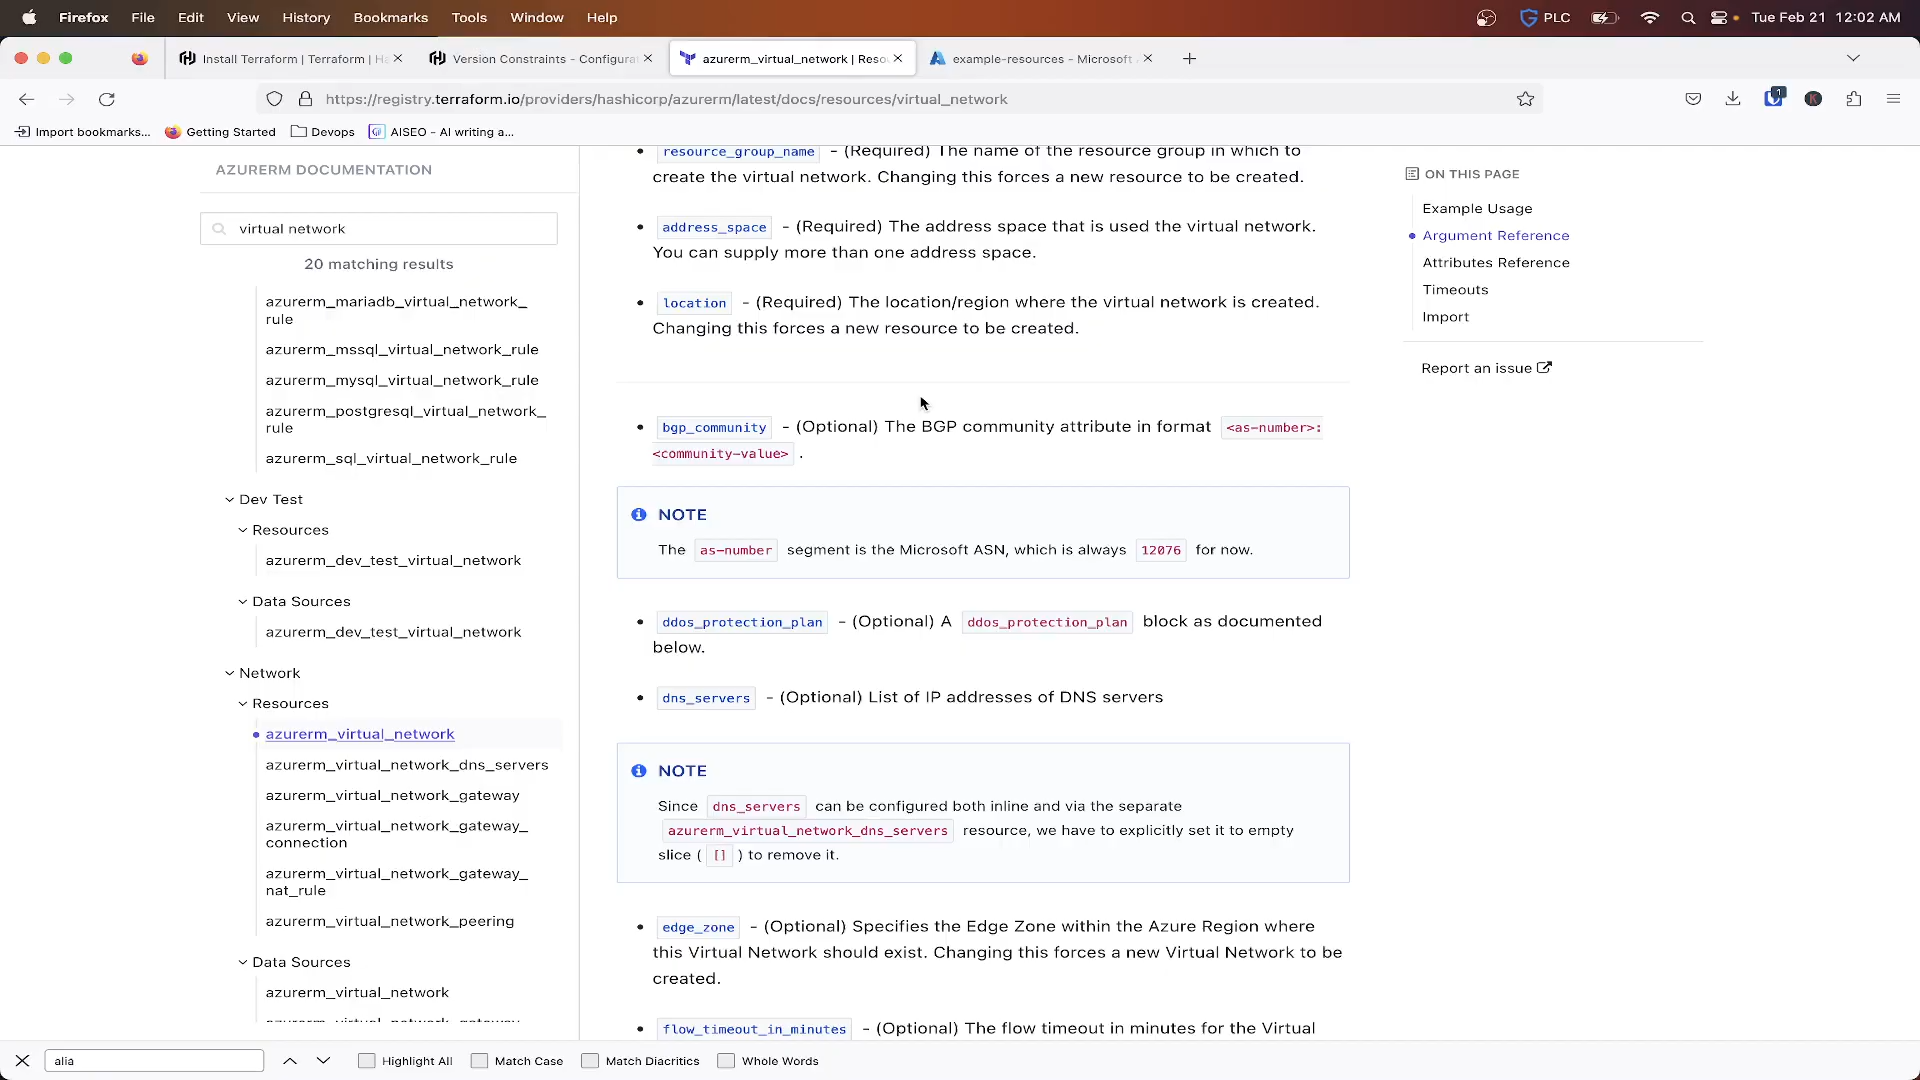 Firefox File Edit View History Bookmarks Tools Window Help PLC Tue Feb 21 12:02 AM
Install Terraform | Terraform | Ha Version Constraints - Configurat azurerm_virtual_network | Reso example-resources - Microsoft
https://registry.terraform.io/providers/hashicorp/azurerm/latest/docs/resources/virtual_network
1
Import bookmarks... Getting Started Devops AISEO - AI writing a...
AZURERM DOCUMENTATION
virtual network
20 matching results
azurerm_mariadb_virtual_network_
rule
azurerm_mssql_virtual_network_rule
azurerm_mysql_virtual_network_rule
azurerm_postgresql_virtual_network_
rule
azurerm_sql_virtual_network_rule
Dev Test
Resources
azurerm_dev_test_virtual_network
Data Sources
azurerm_dev_test_virtual_network
Network
Resources
azurerm_virtual_network
azurerm_virtual_network_dns_servers
azurerm_virtual_network_gateway
azurerm_virtual_network_gateway_
connection
azurerm_virtual_network_gateway_
nat_rule
azurerm_virtual_network_peering
Data Sources
azurerm_virtual_network
resource_group_name - (Required) The name of the resource group in which to
create the virtual network. Changing this forces a new resource to be created.
address_space - (Required) The address space that is used the virtual network.
You can supply more than one address space.
location - (Required) The location/region where the virtual network is created.
Changing this forces a new resource to be created.
bgp_community - (Optional) The BGP community attribute in format <as-number>:
<community-value> .
NOTE
The as-number segment is the Microsoft ASN, which is always 12076 for now.
ddos_protection_plan - (Optional) A ddos_protection_plan block as documented
below.
dns_servers - (Optional) List of IP addresses of DNS servers
NOTE
Since dns_servers can be configured both inline and via the separate
azurerm_virtual_network_dns_servers resource, we have to explicitly set it to empty
slice ( [] ) to remove it.
edge_zone - (Optional) Specifies the Edge Zone within the Azure Region where
this Virtual Network should exist. Changing this forces a new Virtual Network to be
created.
flow_timeout_in_minutes - (Optional) The flow timeout in minutes for the Virtual
ON THIS PAGE
Example Usage
Argument Reference
Attributes Reference
Timeouts
Import
Report an issue
alia Highlight All Match Case Match Diacritics Whole Words